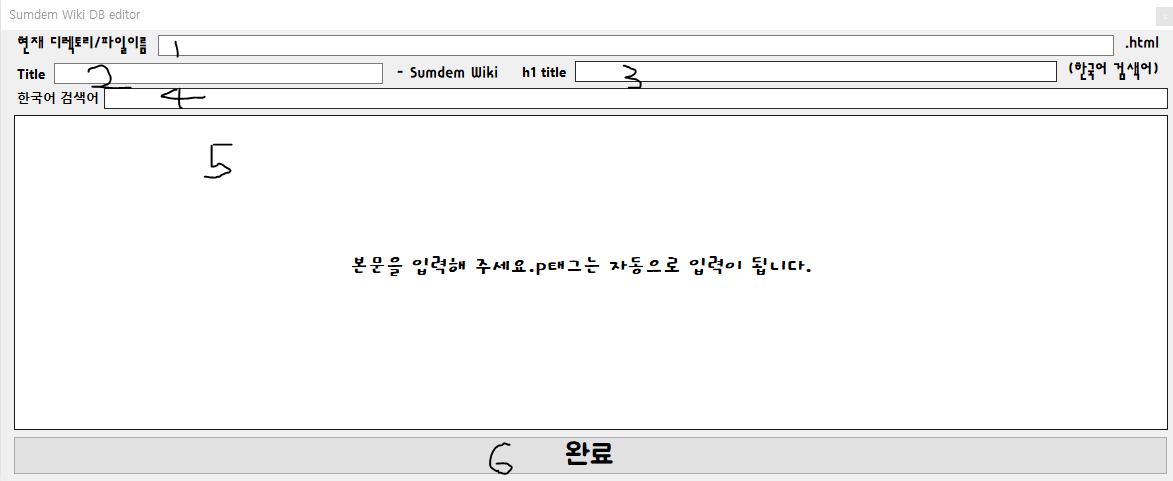 Sumdem Wiki DB editor
현재 디렉토리/파일이름 1 .html
Title 2 - Sumdem Wiki h1 title 3 (한국어 검색어)
한국어 검색어 4
5
본문을 입력해 주세요.p태그는 자동으로 입력이 됩니다.
6 완료